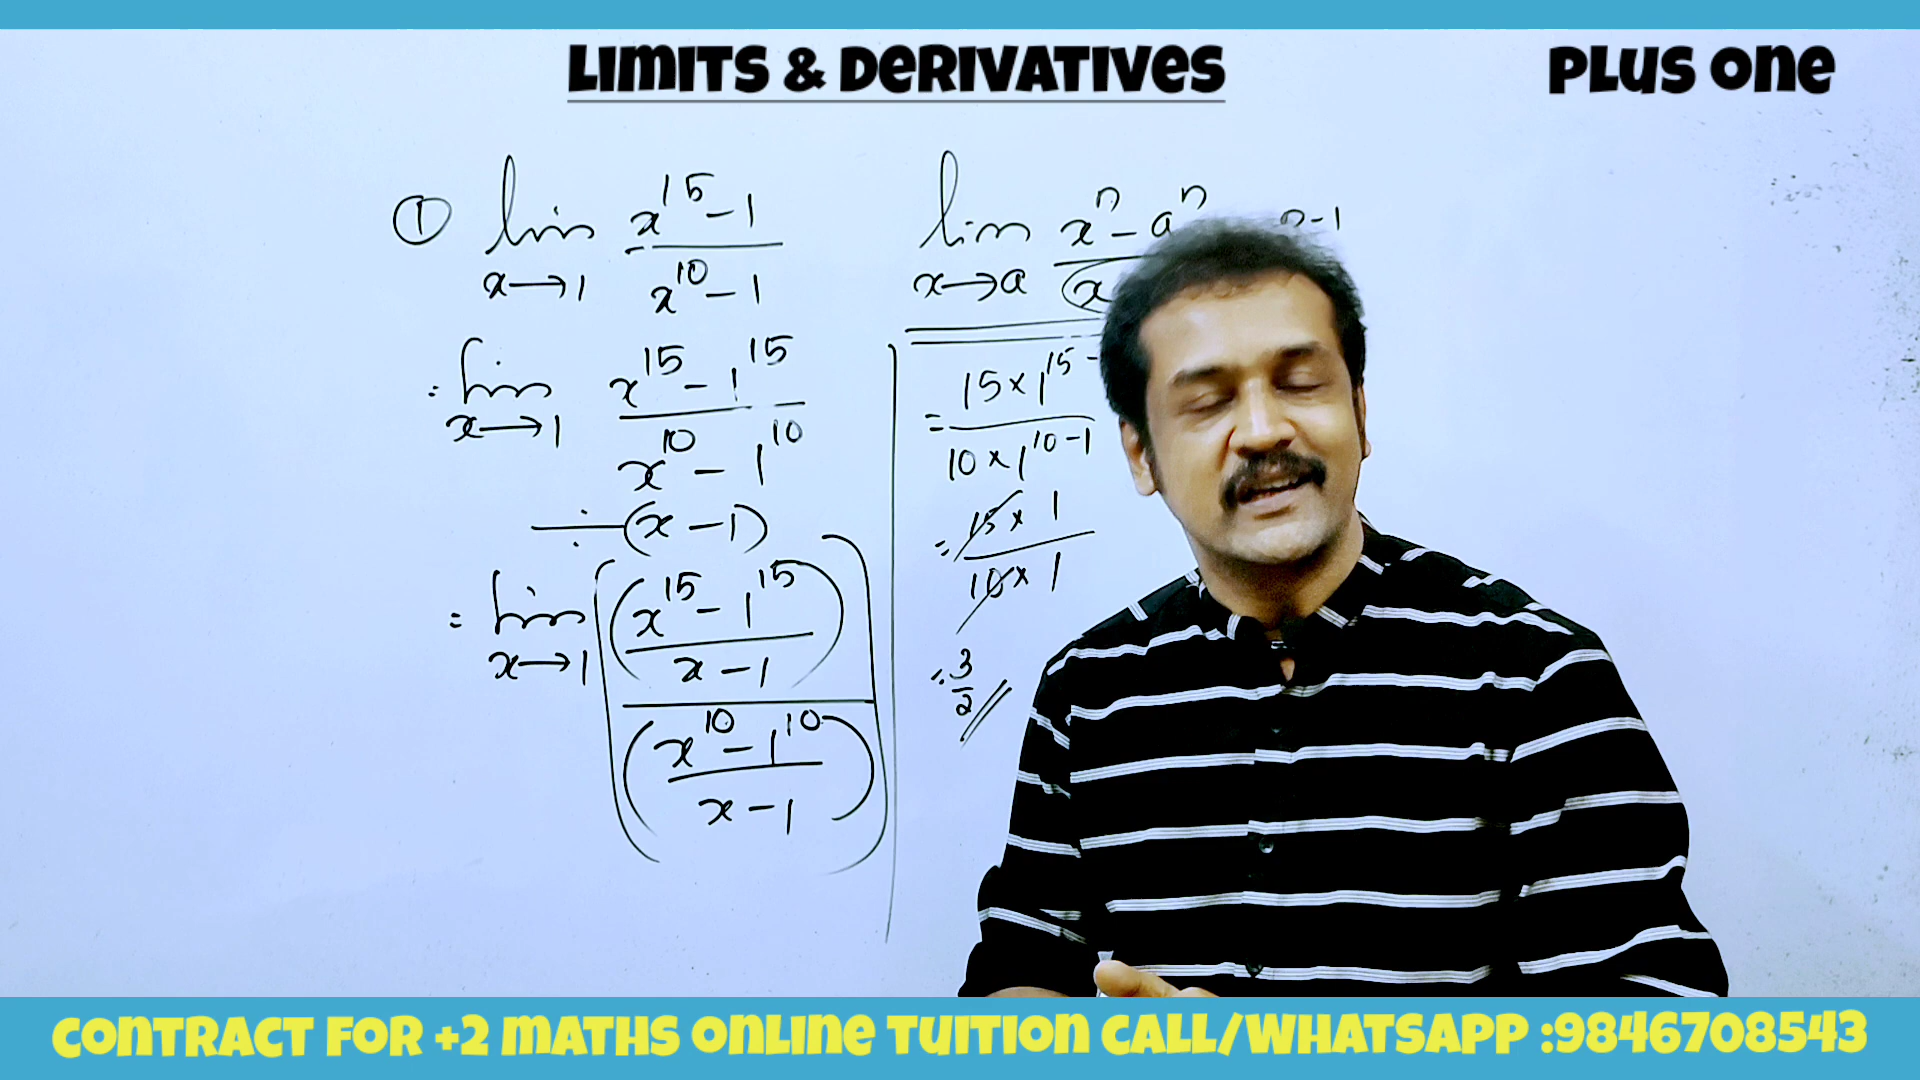 LIMITS & DERIVATIVES
PLUS ONE
① lim x^15 - 1
x→1 x^10 - 1
= lim x^15 - 1^15
x→1 x^10 - 1^10
÷ (x - 1)
= lim ((x^15 - 1^15)
x→1 x - 1
(x^10 - 1^10)
x - 1
lim x^n - a^n n-1
x→a (x
= 15 × 1^15 -
10 × 1^10-1
= 15 × 1
10 × 1
= 3
2
CONTRACT FOR +2 MATHS ONLINE TUITION CALL/WHATSAPP :9846708543